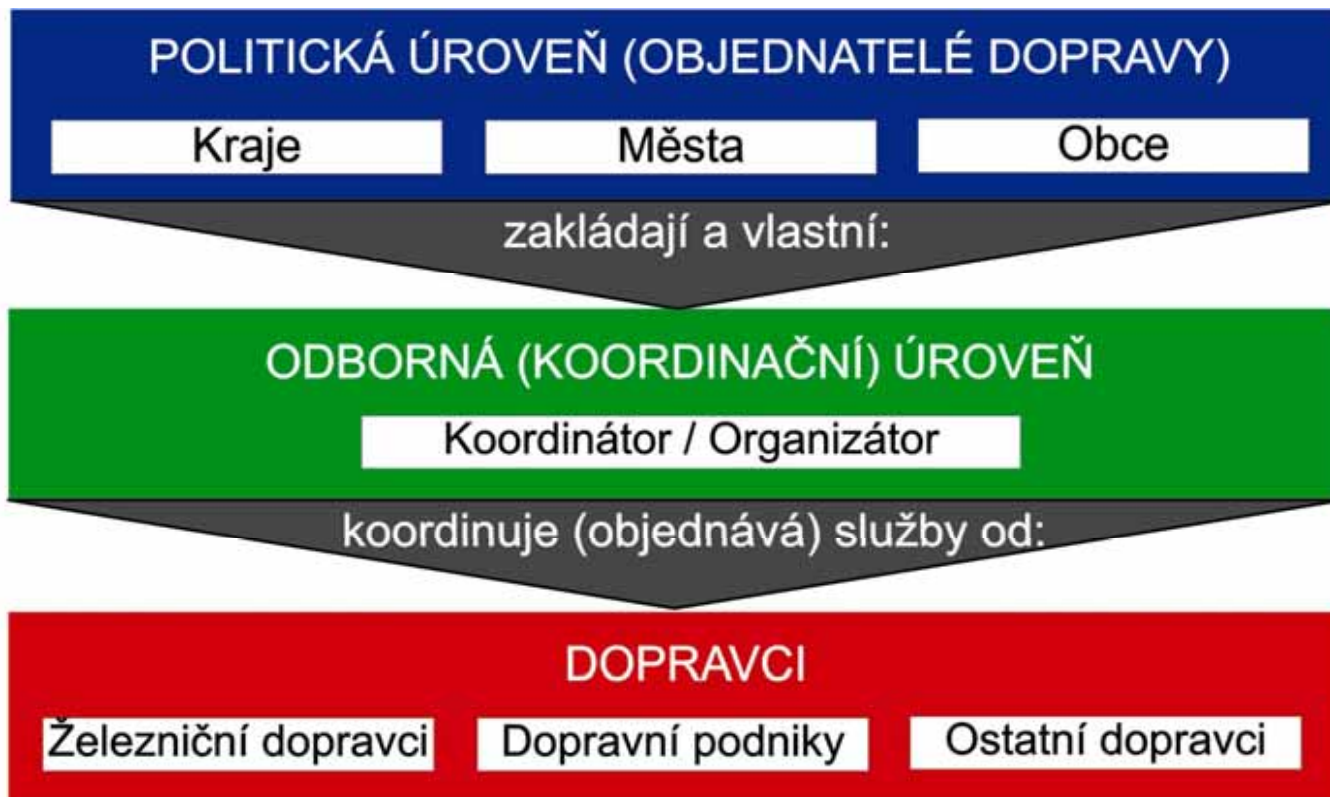 POLITICKÁ ÚROVEŇ (OBJEDNATELÉ DOPRAVY)
Kraje Města Obce
zakládají a vlastní:
ODBORNÁ (KOORDINAČNÍ) ÚROVEŇ
Koordinátor / Organizátor
koordinuje (objednává) služby od:
DOPRAVCI
Železniční dopravci Dopravní podniky Ostatní dopravci